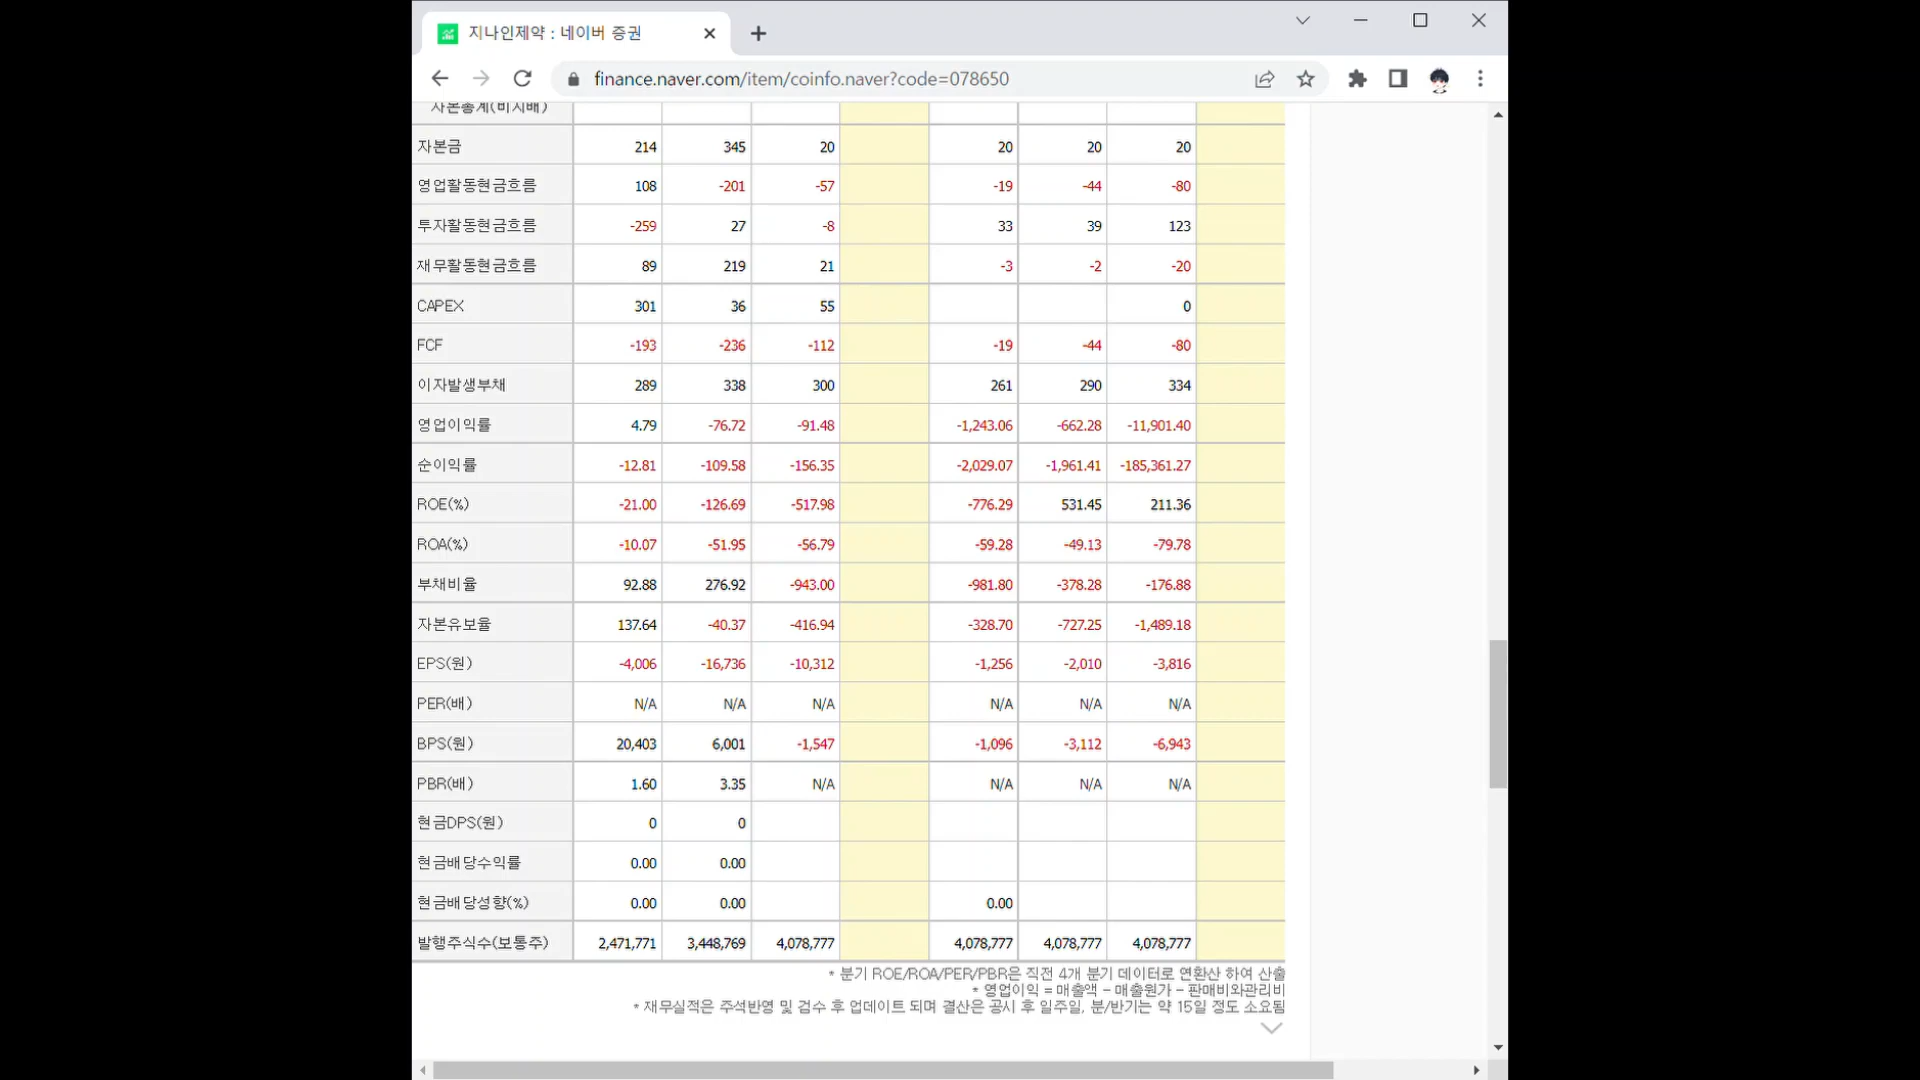 지나인제약 : 네이버 증권
finance.naver.com/item/coinfo.naver?code=078650
자본총계(비지배)
자본금 214 345 20 20 20 20
영업활동현금흐름 108 -201 -57 -19 -44 -80
투자활동현금흐름 -259 27 -8 33 39 123
재무활동현금흐름 89 219 21 -3 -2 -20
CAPEX 301 36 55 0
FCF -193 -236 -112 -19 -44 -80
이자발생부채 289 338 300 261 290 334
영업이익률 4.79 -76.72 -91.48 -1,243.06 -662.28 -11,901.40
순이익률 -12.81 -109.58 -156.35 -2,029.07 -1,961.41 -185,361.27
ROE(%) -21.00 -126.69 -517.98 -776.29 531.45 211.36
ROA(%) -10.07 -51.95 -56.79 -59.28 -49.13 -79.78
부채비율 92.88 276.92 -943.00 -981.80 -378.28 -176.88
자본유보율 137.64 -40.37 -416.94 -328.70 -727.25 -1,489.18
EPS(원) -4,006 -16,736 -10,312 -1,256 -2,010 -3,816
PER(배) N/A N/A N/A N/A N/A N/A
BPS(원) 20,403 6,001 -1,547 -1,096 -3,112 -6,943
PBR(배) 1.60 3.35 N/A N/A N/A N/A
현금DPS(원) 0 0
현금배당수익률 0.00 0.00
현금배당성향(%) 0.00 0.00 0.00
발행주식수(보통주) 2,471,771 3,448,769 4,078,777 4,078,777 4,078,777 4,078,777
* 분기 ROE/ROA/PER/PBR은 직전 4개 분기 데이터로 연환산 하여 산출
* 영업이익 = 매출액 - 매출원가 - 판매비와관리비
* 재무실적은 주석반영 및 검수 후 업데이트 되며 결산은 공시 후 일주일, 분/반기는 약 15일 정도 소요됨